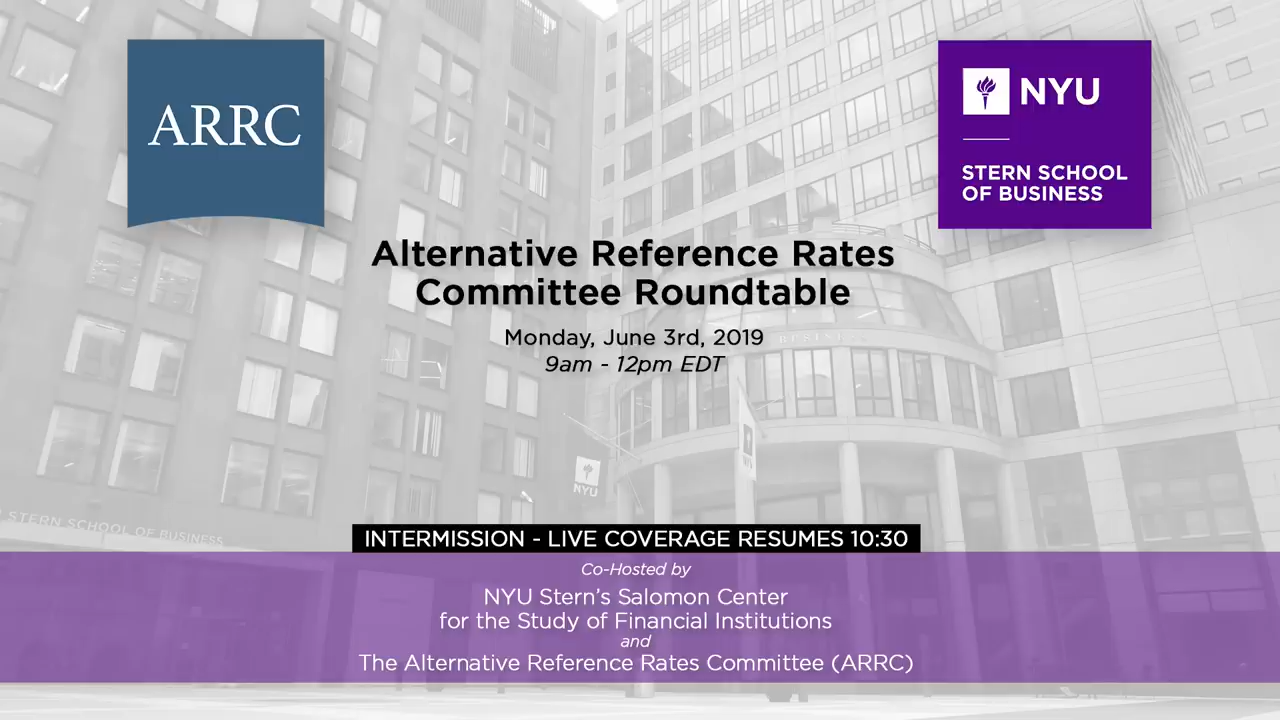 ARRC
NYU
STERN SCHOOL
OF BUSINESS
Alternative Reference Rates
Committee Roundtable
Monday, June 3rd, 2019
9am - 12pm EDT
BUSINESS
NYU
NYU
STERN SCHOOL OF BUSINESS
INTERMISSION - LIVE COVERAGE RESUMES 10:30
Co-Hosted by
NYU Stern’s Salomon Center
for the Study of Financial Institutions
and
The Alternative Reference Rates Committee (ARRC)